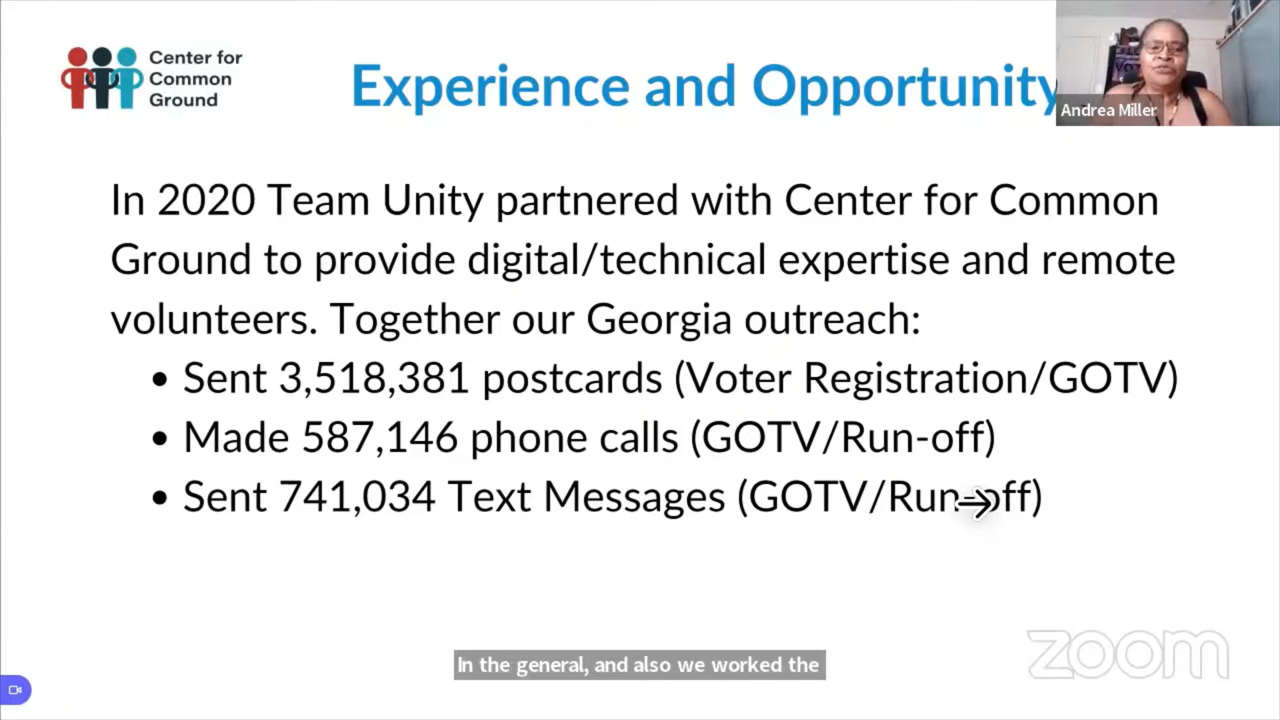 Center for
Common
Ground
Experience and Opportunity
Andrea Miller
In 2020 Team Unity partnered with Center for Common
Ground to provide digital/technical expertise and remote
volunteers. Together our Georgia outreach:
• Sent 3,518,381 postcards (Voter Registration/GOTV)
• Made 587,146 phone calls (GOTV/Run-off)
• Sent 741,034 Text Messages (GOTV/Run-off)
In the general, and also we worked the
zoom